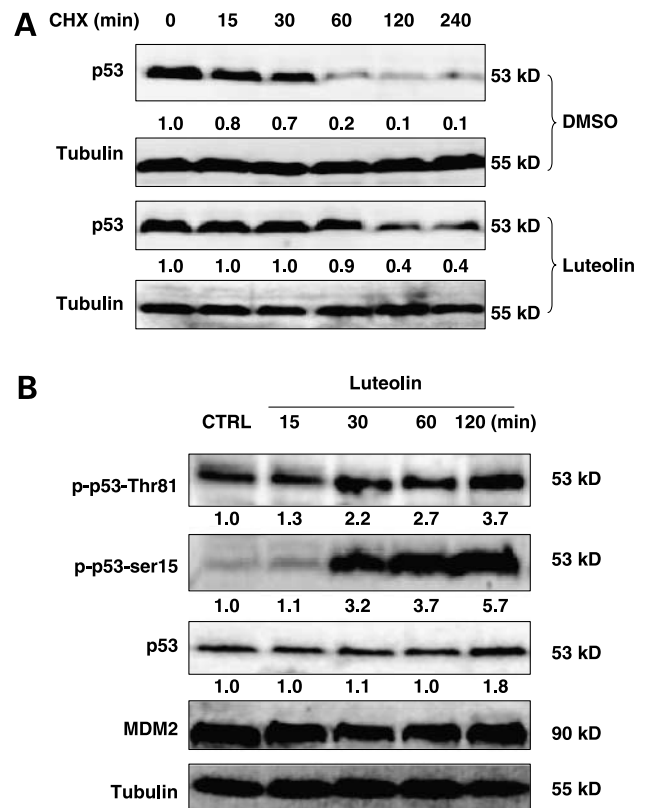 A CHX (min) 0 15 30 60 120 240
p53 53 kD
1.0 0.8 0.7 0.2 0.1 0.1 DMSO
Tubulin 55 kD
p53 53 kD
1.0 1.0 1.0 0.9 0.4 0.4 Luteolin
Tubulin 55 kD
B Luteolin
CTRL 15 30 60 120 (min)
p-p53-Thr81 53 kD
1.0 1.3 2.2 2.7 3.7
p-p53-ser15 53 kD
1.0 1.1 3.2 3.7 5.7
p53 53 kD
1.0 1.0 1.1 1.0 1.8
MDM2 90 kD
Tubulin 55 kD